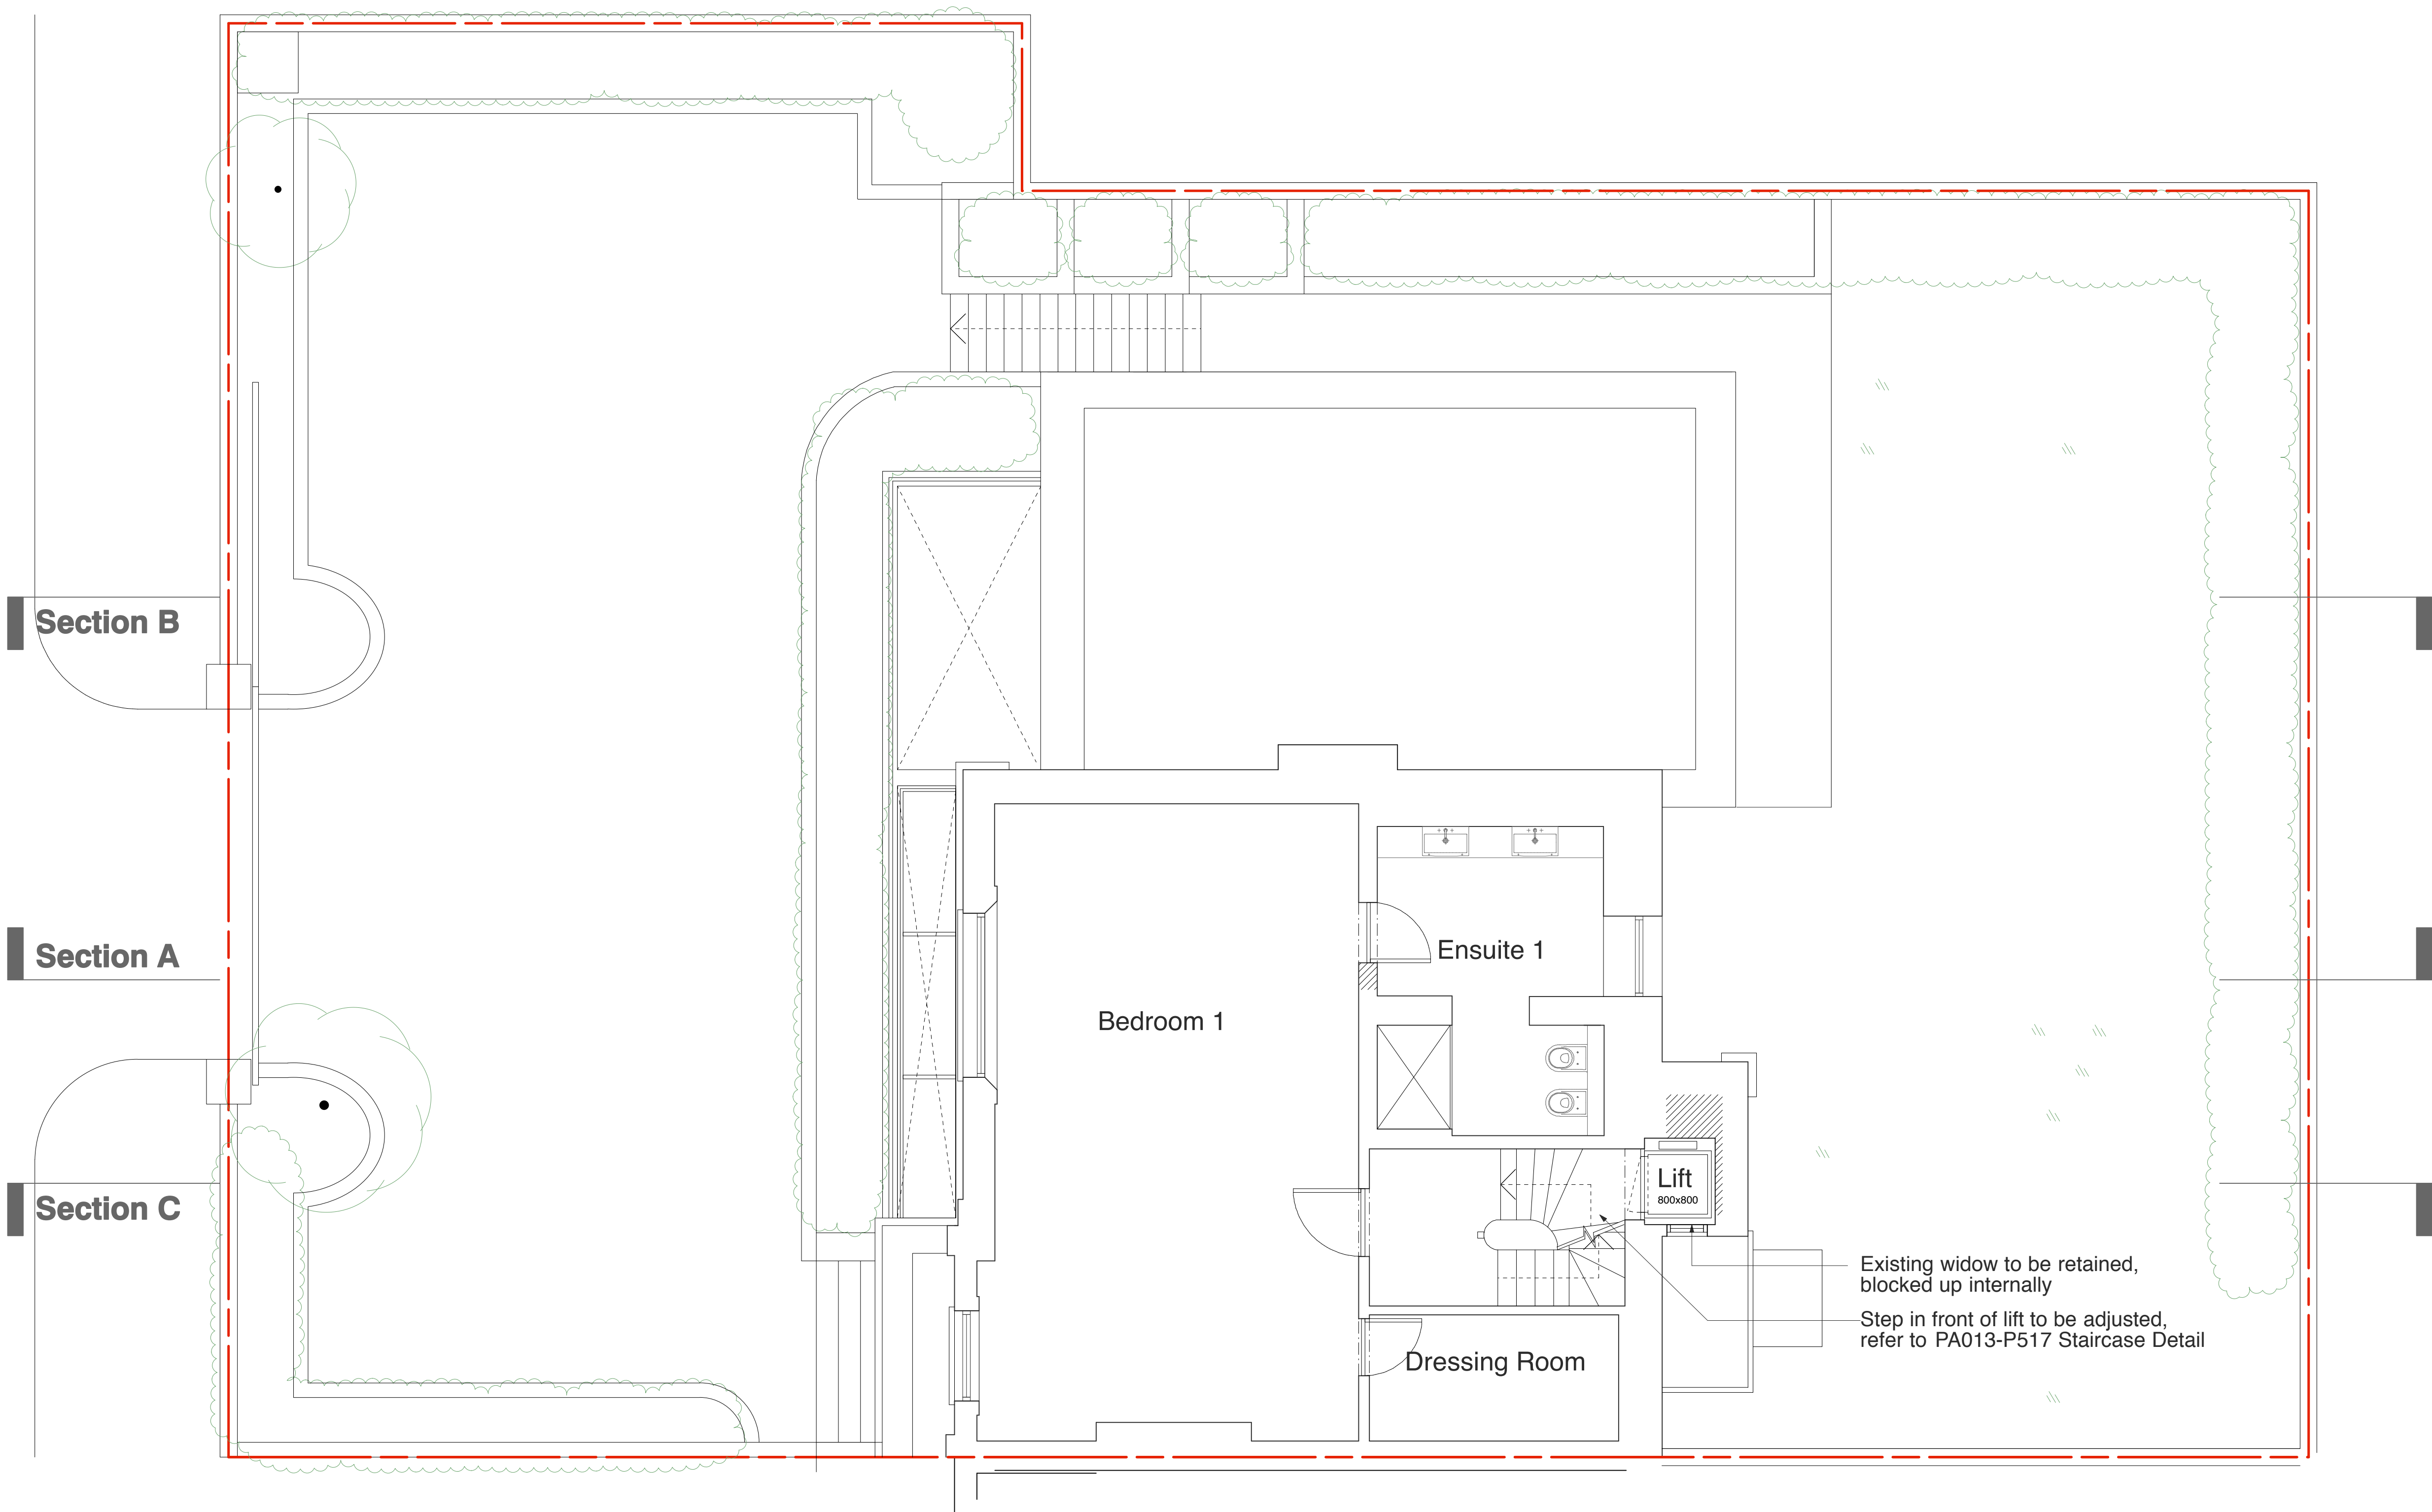 Section B
Section A
Section C
Ensuite 1
Bedroom 1
Lift
800x800
Existing widow to be retained,
blocked up internally
Step in front of lift to be adjusted,
refer to PA013-P517 Staircase Detail
Dressing Room